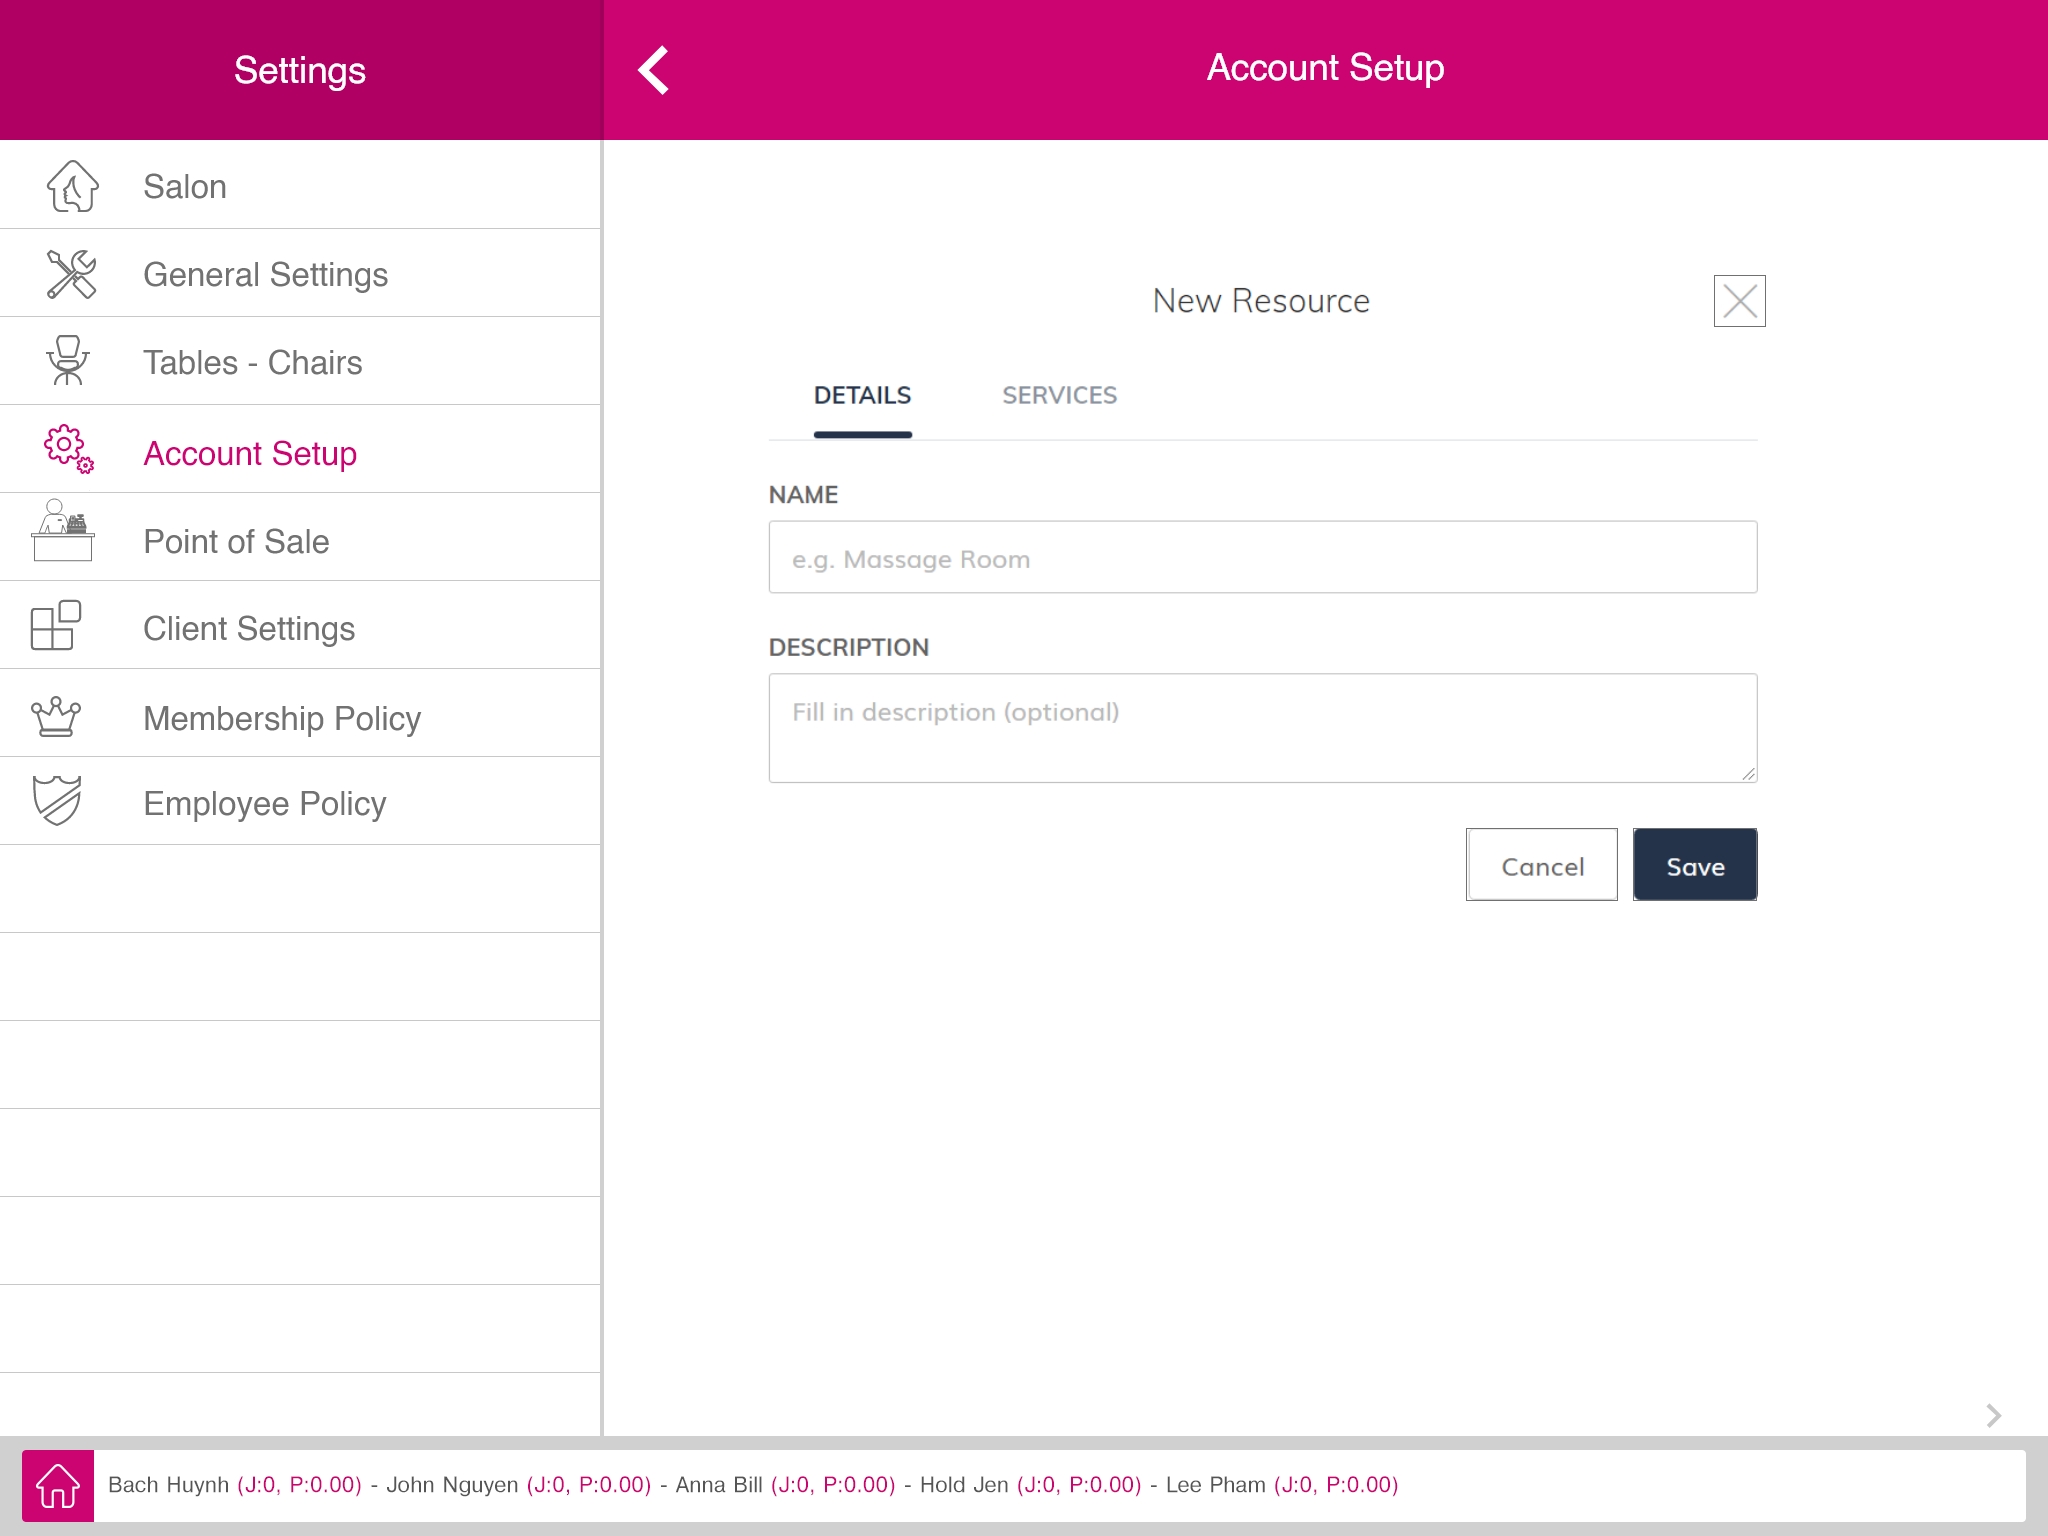 Settings
Account Setup
Salon
General Settings
Tables - Chairs
Account Setup
Point of Sale
Client Settings
Membership Policy
Employee Policy
New Resource
DETAILS
SERVICES
NAME
e.g. Massage Room
DESCRIPTION
Fill in description (optional)
Cancel
Save
Bach Huynh (J:0, P:0.00) - John Nguyen (J:0, P:0.00) - Anna Bill (J:0, P:0.00) - Hold Jen (J:0, P:0.00) - Lee Pham (J:0, P:0.00)